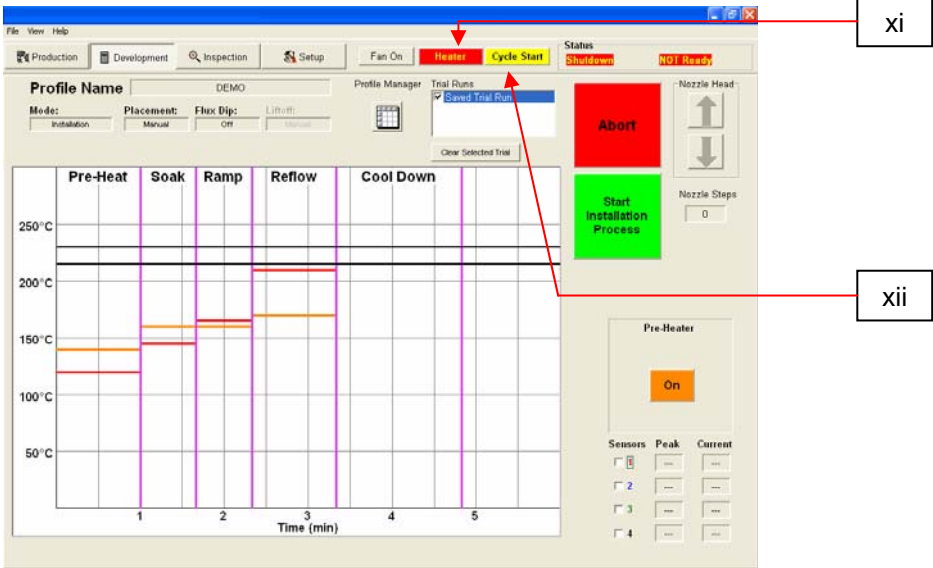 File View Help
Production Development Inspection Setup Fan On Heater Cycle Start
Status
Shutdown NOT Ready
xi
Profile Name DEMO
Mode: Placement: Flux Dip: Liftoff:
Installation Manual Off Manual
Profile Manager
Trial Runs
Saved Trial Run
Clear Selected Trial
Abort
Nozzle Head
Start
Installation
Process
Nozzle Steps
0
Pre-Heat Soak Ramp Reflow Cool Down
250°C
200°C
150°C
100°C
50°C
1 2 3 4 5
Time (min)
xii
Pre-Heater
On
Sensors Peak Current
1 --- ---
2 --- ---
3 --- ---
4 --- ---